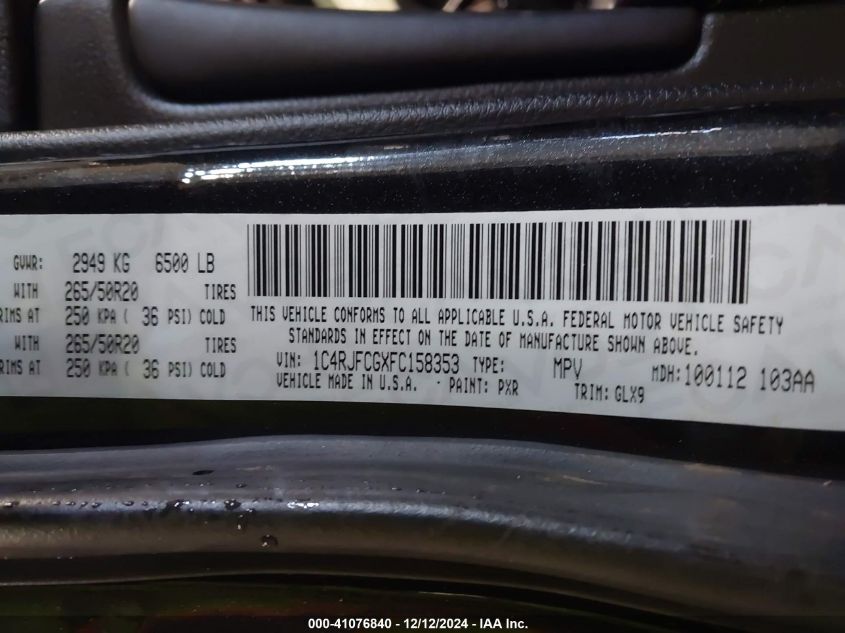 GVWR: 2949 KG 6500 LB
WITH 265/50R20 TIRES
RIMS AT 250 KPA ( 36 PSI) COLD
WITH 265/50R20 TIRES
RIMS AT 250 KPA ( 36 PSI) COLD
THIS VEHICLE CONFORMS TO ALL APPLICABLE U.S.A. FEDERAL MOTOR VEHICLE SAFETY
STANDARDS IN EFFECT ON THE DATE OF MANUFACTURE SHOWN ABOVE.
VIN: 1C4RJFCGXFC158353 TYPE: MPV MDH:100112 103AA
VEHICLE MADE IN U.S.A. PAINT: PXR TRIM: GLX9
000-41076840 - 12/12/2024 - IAA Inc.